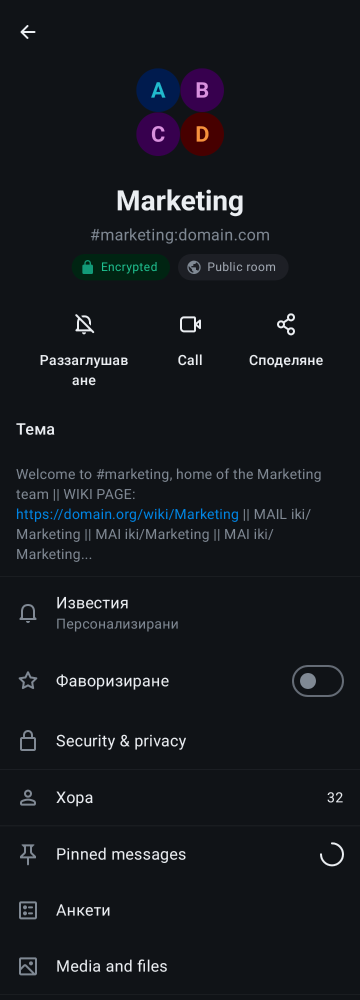 A B
C D
Marketing
#marketing:domain.com
Encrypted Public room
Раззаглушав
ане
Call
Споделяне
Тема
Welcome to #marketing, home of the Marketing
team || WIKI PAGE:
https://domain.org/wiki/Marketing || MAIL iki/
Marketing || MAI iki/Marketing || MAI iki/
Marketing...
Известия
Персонализирани
Фаворизиране
Security & privacy
Хора 32
Pinned messages
Анкети
Media and files